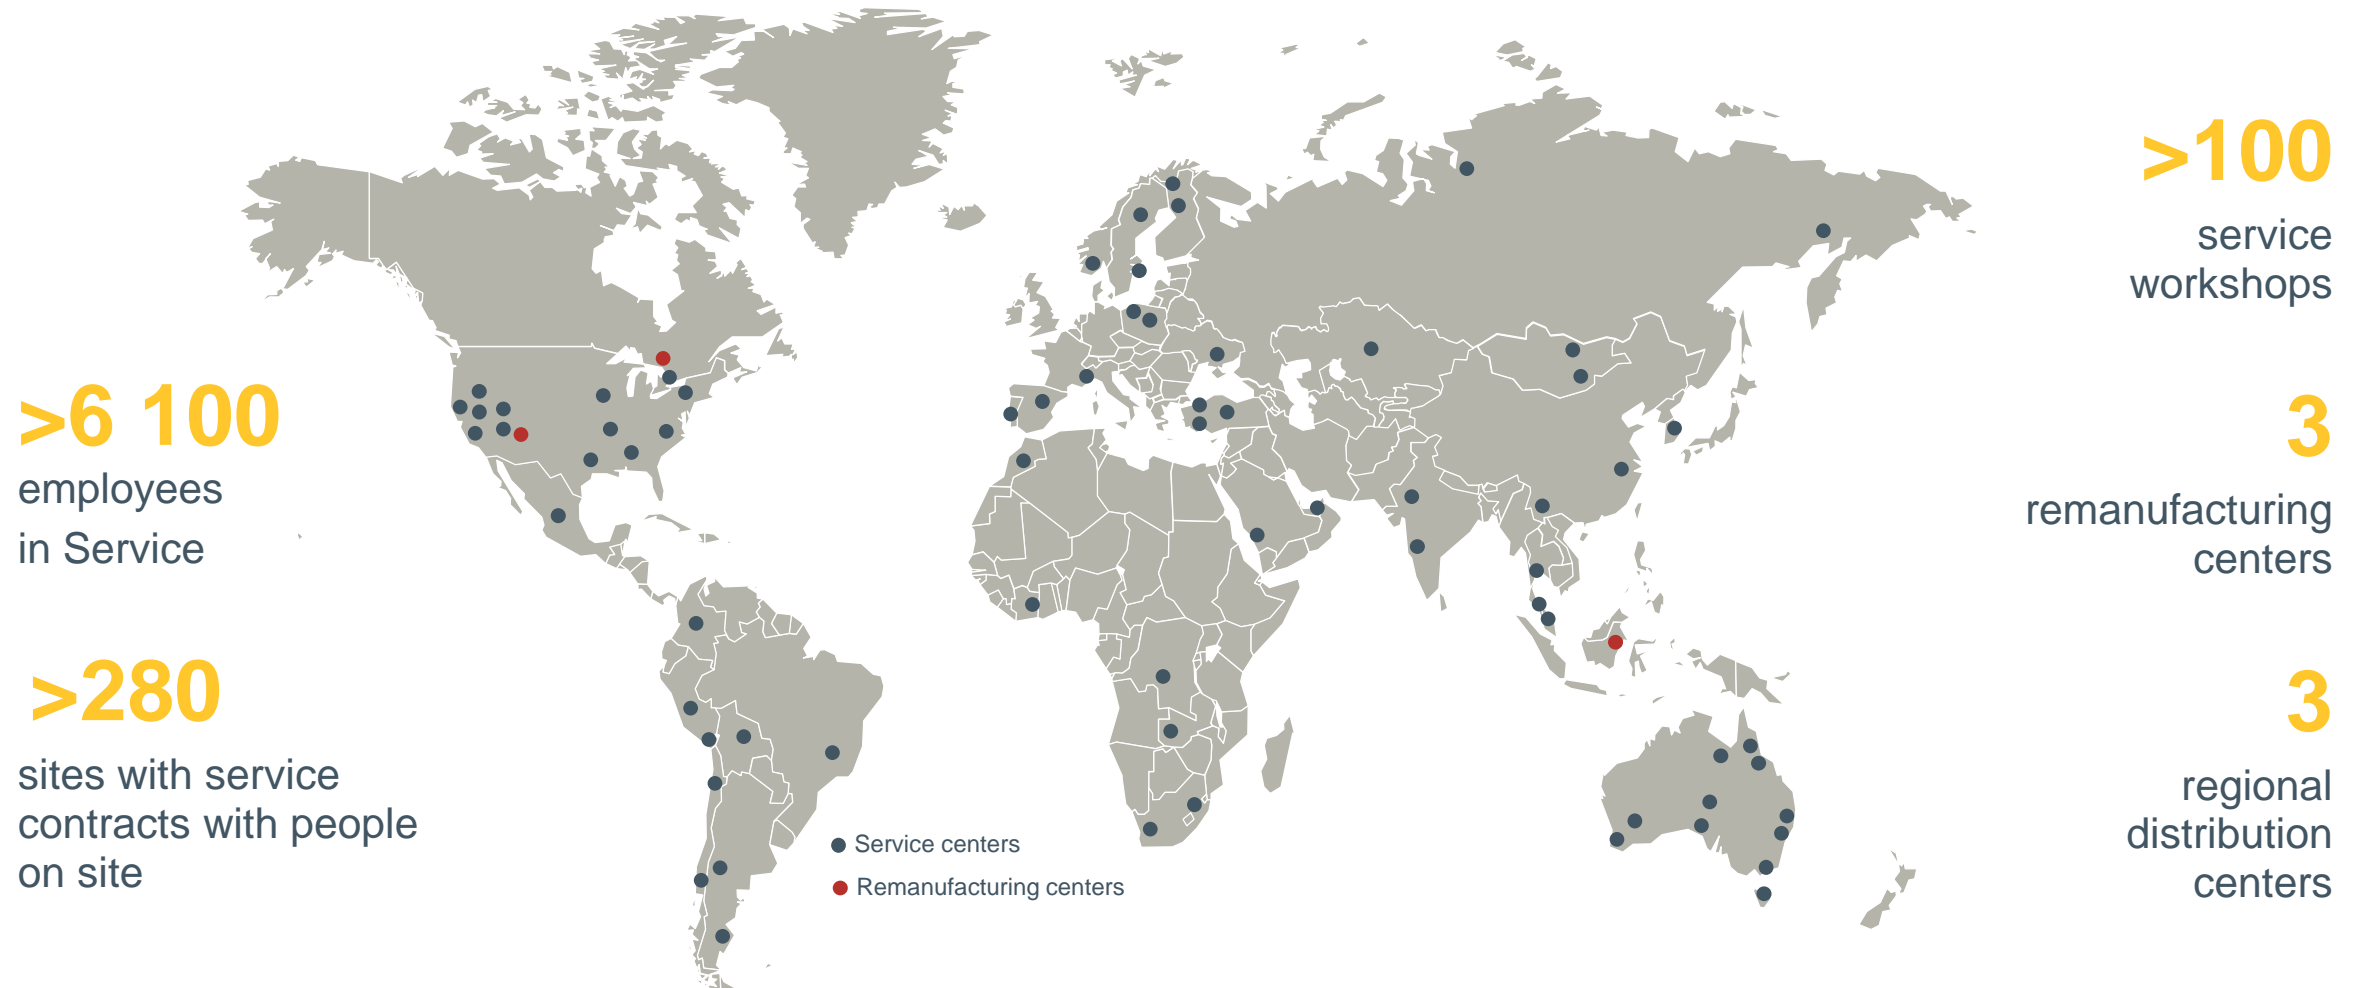 >6 100
employees
in Service
>280
sites with service
contracts with people
on site
Service centers
Remanufacturing centers
>100
service
workshops
3
remanufacturing
centers
3
regional
distribution
centers